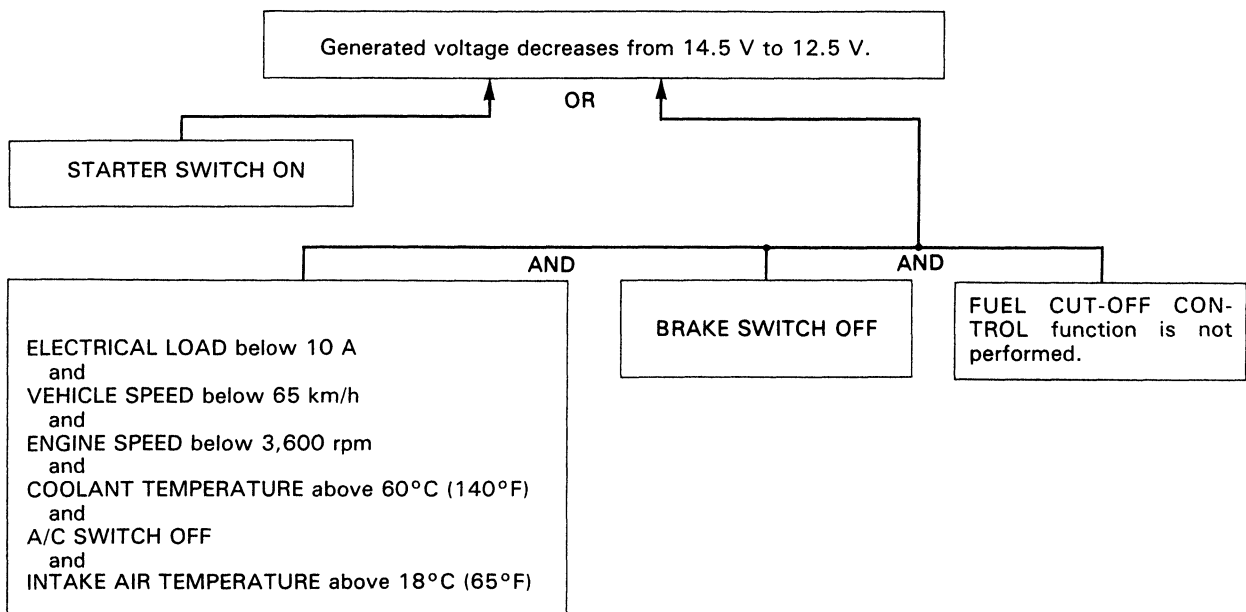 Generated voltage decreases from 14.5 V to 12.5 V.
OR
STARTER SWITCH ON
AND
AND
ELECTRICAL LOAD below 10 A
and
VEHICLE SPEED below 65 km/h
and
ENGINE SPEED below 3,600 rpm
and
COOLANT TEMPERATURE above 60°C (140°F)
and
A/C SWITCH OFF
and
INTAKE AIR TEMPERATURE above 18°C (65°F)
BRAKE SWITCH OFF
FUEL CUT-OFF CON-
TROL function is not
performed.